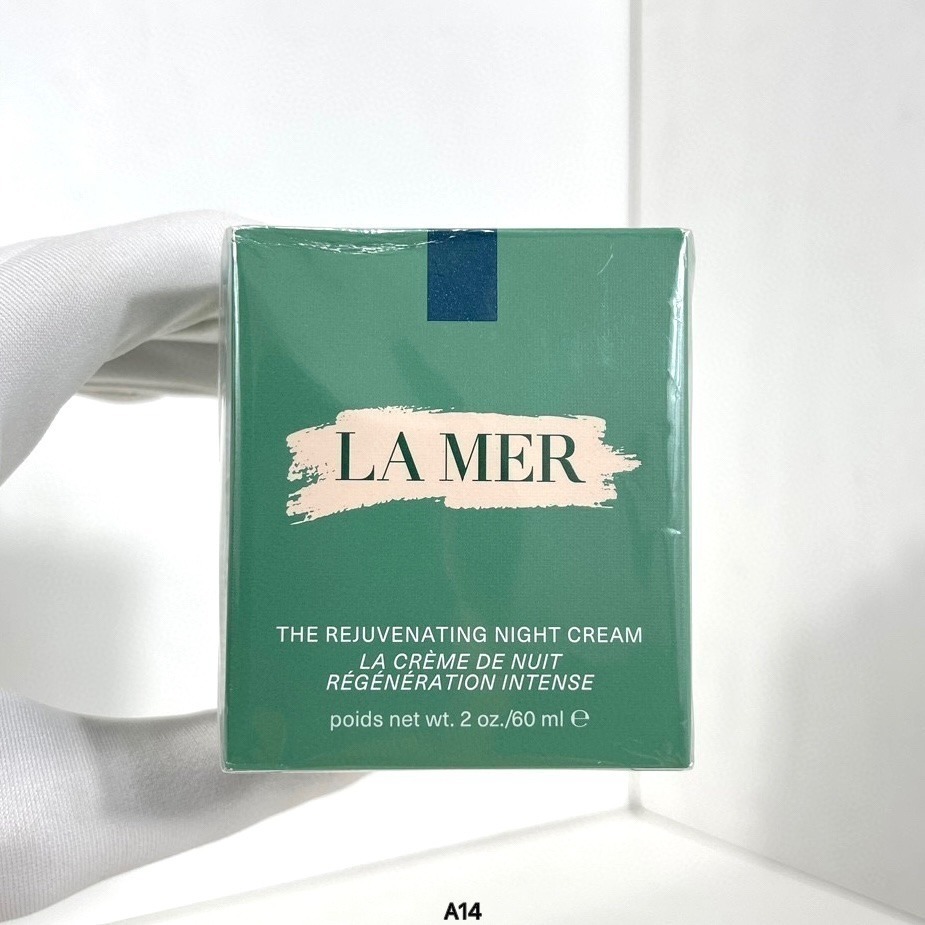 LA MER
THE REJUVENATING NIGHT CREAM
LA CRÈME DE NUIT
RÉGÉNÉRATION INTENSE
poids net wt. 2 oz./60 ml ℮
A14